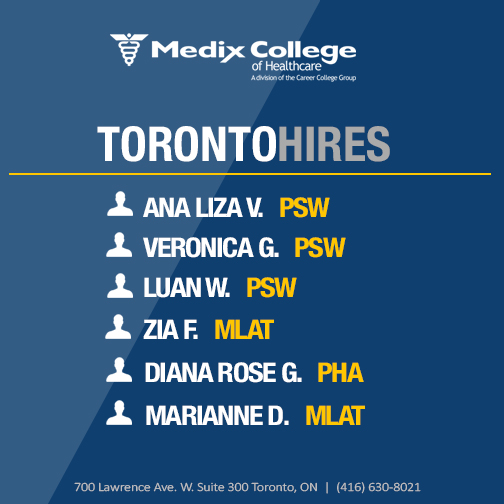 Medix College
of Healthcare
A division of the Career College Group
TORONTOHIRES
ANA LIZA V. PSW
VERONICA G. PSW
LUAN W. PSW
ZIA F. MLAT
DIANA ROSE G. PHA
MARIANNE D. MLAT
700 Lawrence Ave. W. Suite 300 Toronto, ON | (416) 630-8021